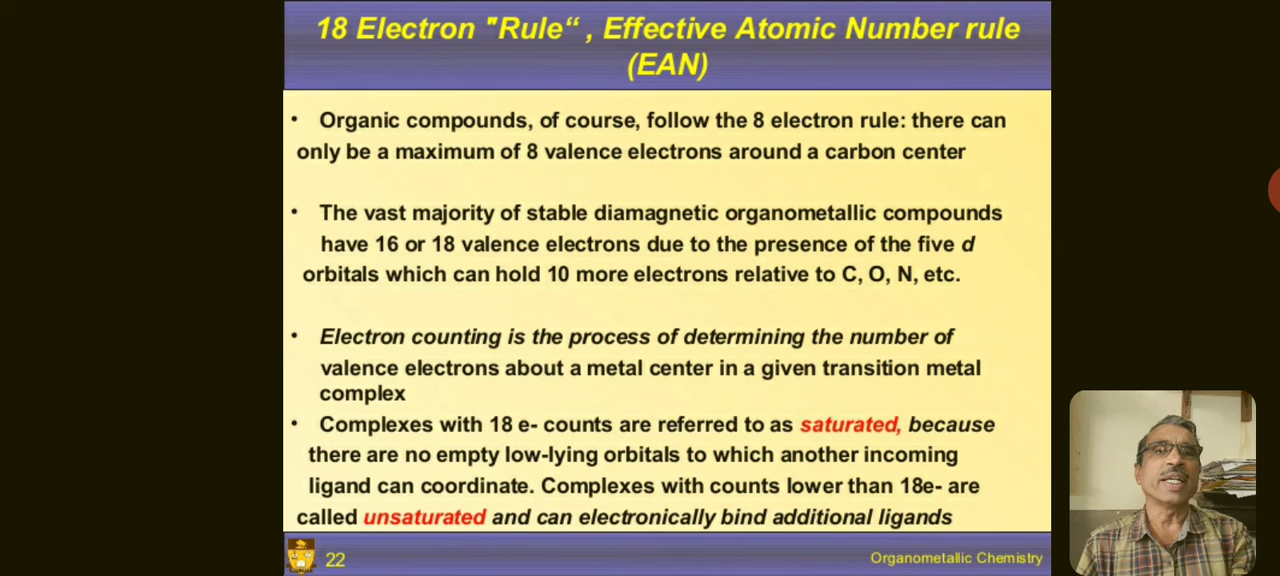 18 Electron "Rule“ , Effective Atomic Number rule
(EAN)
• Organic compounds, of course, follow the 8 electron rule: there can
only be a maximum of 8 valence electrons around a carbon center
• The vast majority of stable diamagnetic organometallic compounds
have 16 or 18 valence electrons due to the presence of the five d
orbitals which can hold 10 more electrons relative to C, O, N, etc.
• Electron counting is the process of determining the number of
valence electrons about a metal center in a given transition metal
complex
• Complexes with 18 e- counts are referred to as saturated, because
there are no empty low-lying orbitals to which another incoming
ligand can coordinate. Complexes with counts lower than 18e- are
called unsaturated and can electronically bind additional ligands
22
Organometallic Chemistry